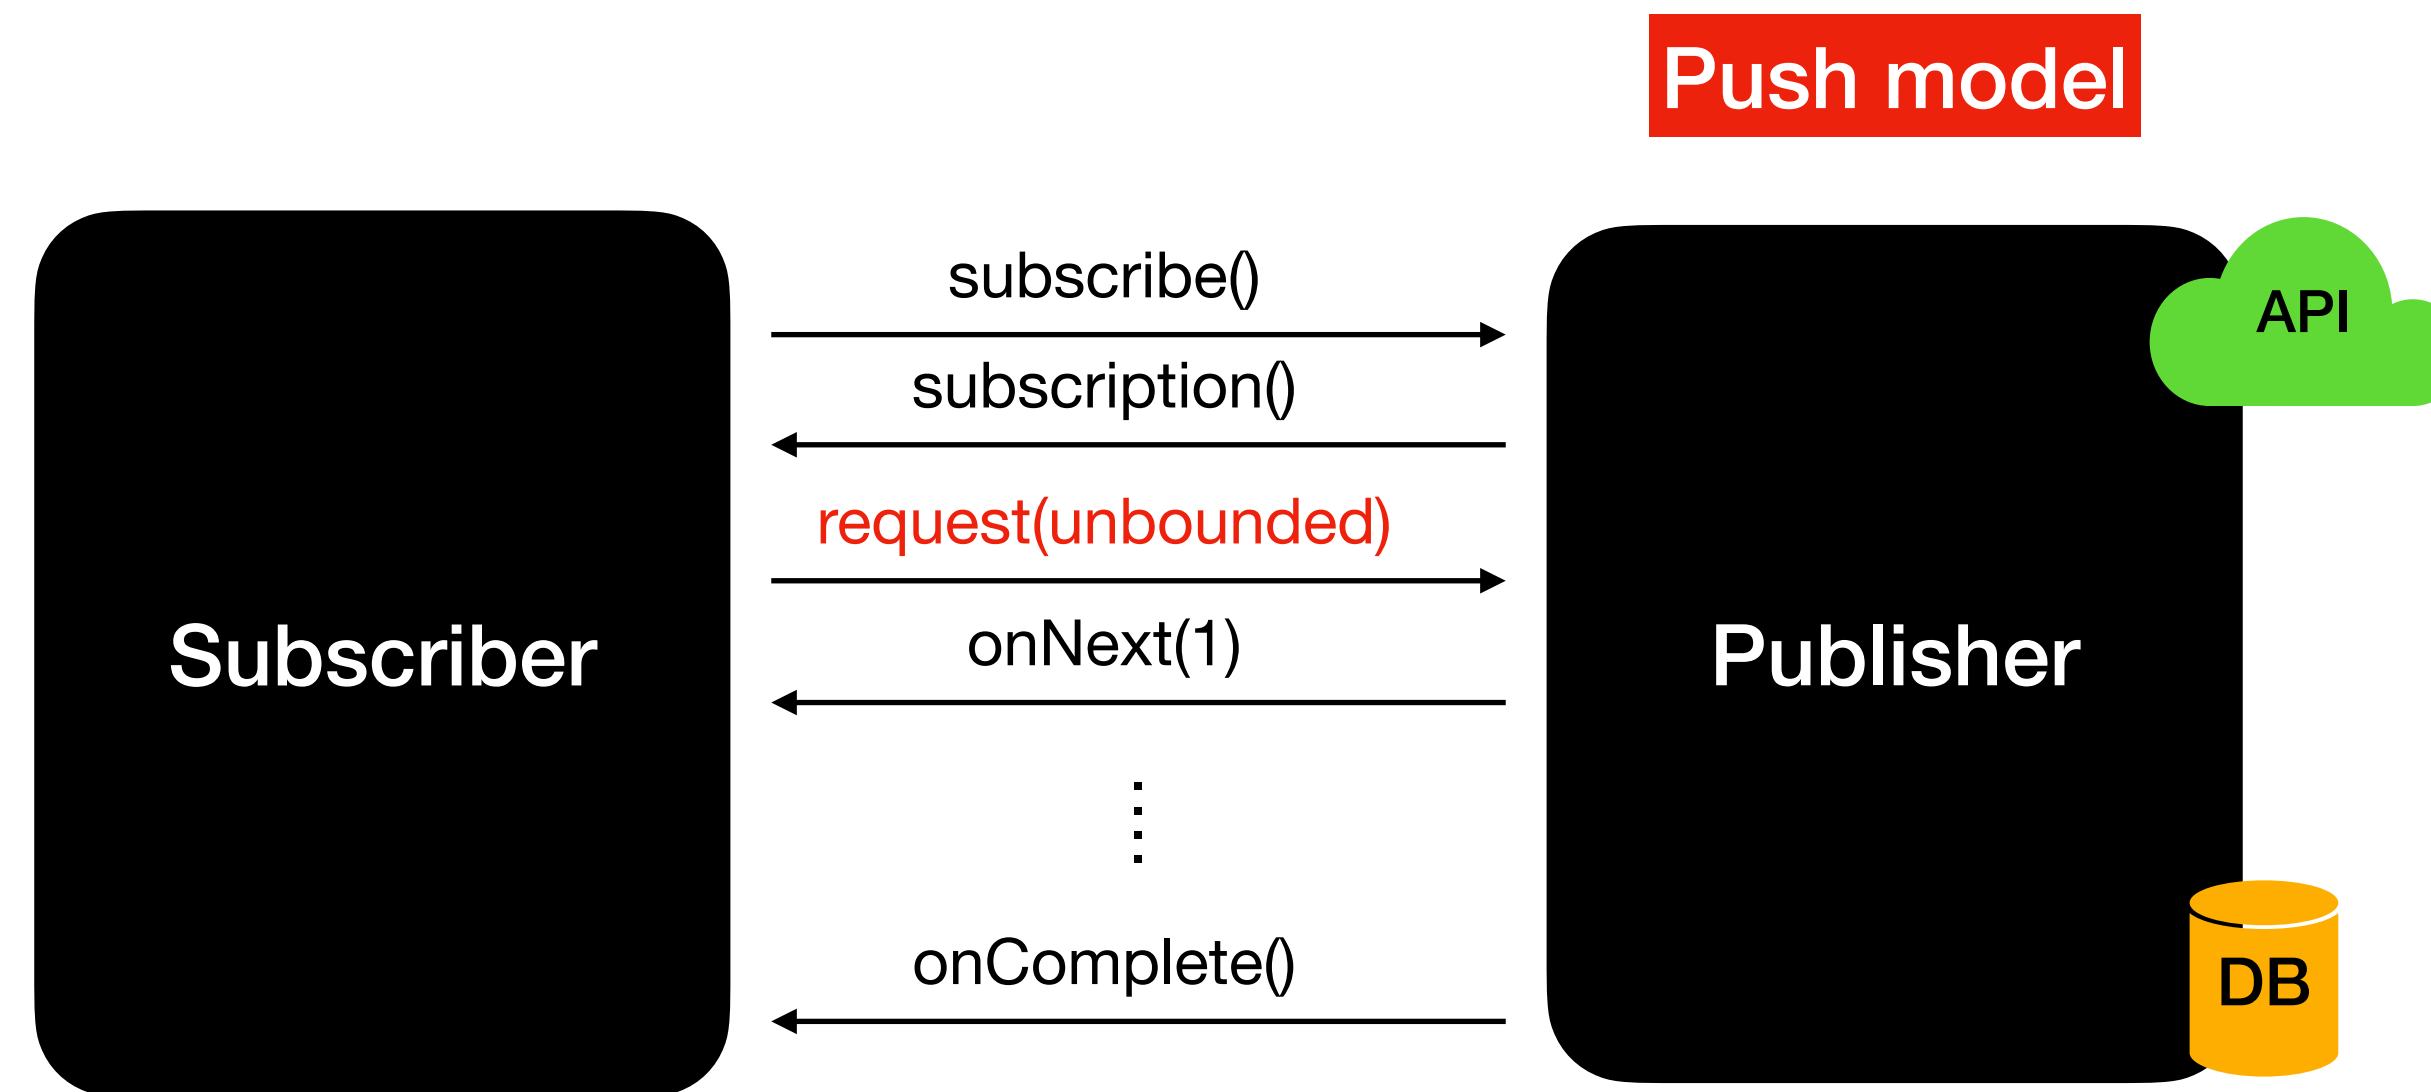 Push model
subscribe()
subscription()
request(unbounded)
onNext(1)
onComplete()
Subscriber
Publisher
API
DB